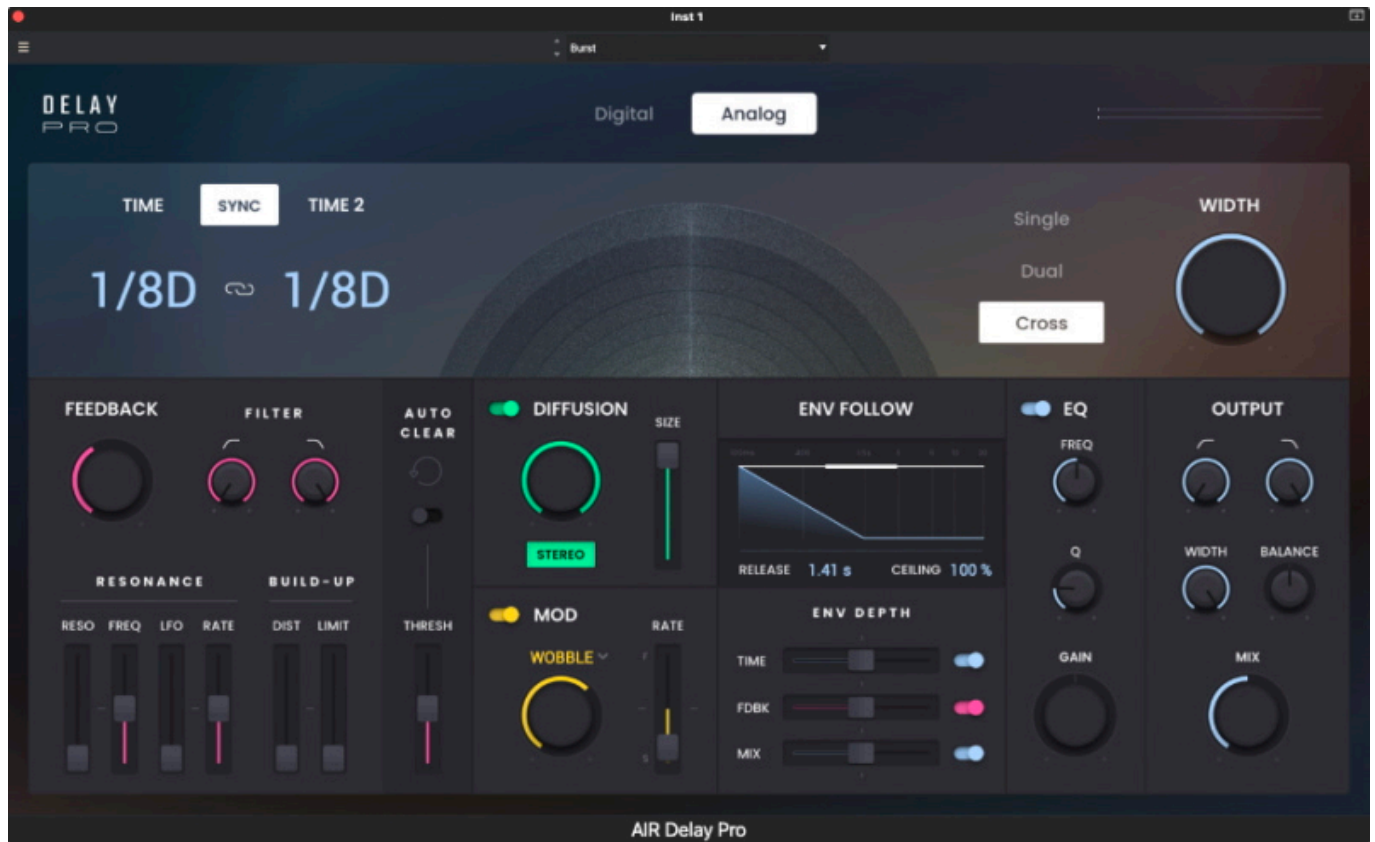 Inst 1
Burst
DELAY
PRO
Digital
Analog
TIME
SYNC
TIME 2
1/8D
1/8D
Single
Dual
Cross
WIDTH
FEEDBACK
FILTER
AUTO
CLEAR
RESONANCE
BUILD-UP
RESO
FREQ
LFO
RATE
DIST
LIMIT
THRESH
DIFFUSION
SIZE
STEREO
MOD
WOBBLE
RATE
F
S
ENV FOLLOW
RELEASE
1.41 s
CEILING
100 %
ENV DEPTH
TIME
FDBK
MIX
EQ
FREQ
Q
GAIN
OUTPUT
WIDTH
BALANCE
MIX
AIR Delay Pro